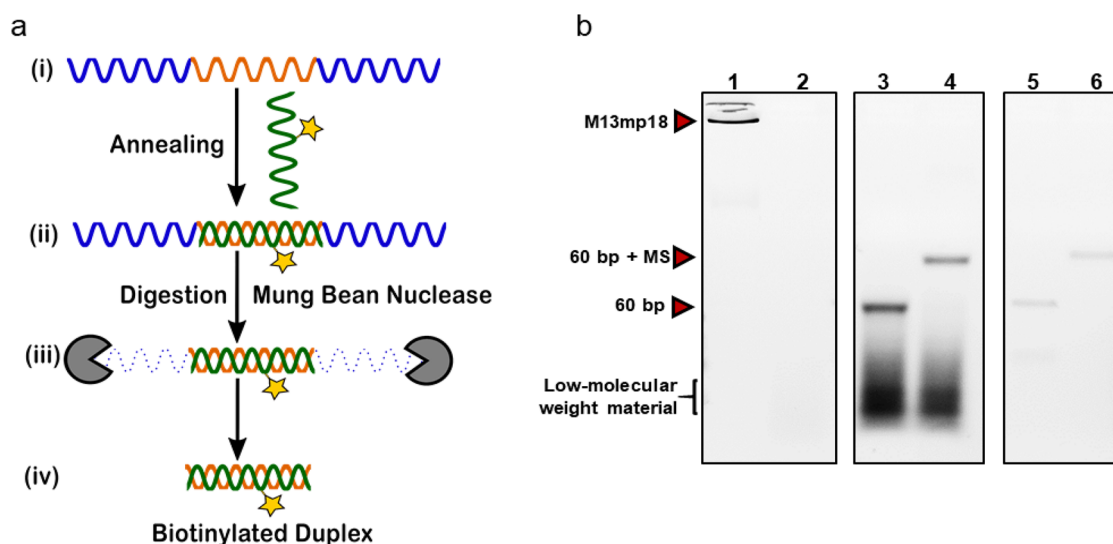 a
(i)
Annealing
(ii)
Digestion Mung Bean Nuclease
(iii)
(iv)
Biotinylated Duplex
b
1 2 3 4 5 6
M13mp18
60 bp + MS
60 bp
Low-molecular
weight material